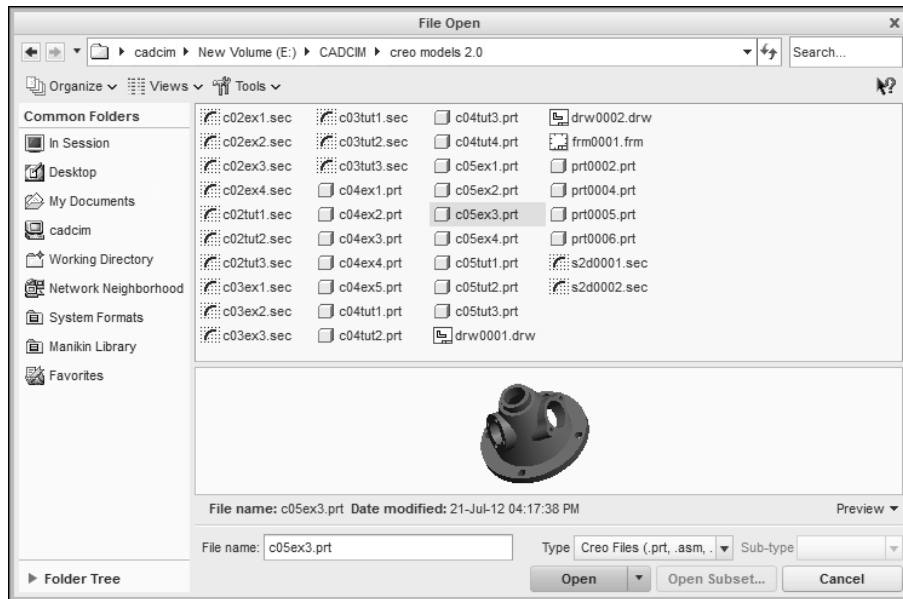 File Open
cadcim New Volume (E:) CADCIM creo models 2.0 Search...
Organize Views Tools
Common Folders
In Session
Desktop
My Documents
cadcim
Working Directory
Network Neighborhood
System Formats
Manikin Library
Favorites
Folder Tree
c02ex1.sec c03tut1.sec c04tut3.prt drw0002.drw
c02ex2.sec c03tut2.sec c04tut4.prt frm0001.frm
c02ex3.sec c03tut3.sec c05ex1.prt prt0002.prt
c02ex4.sec c04ex1.prt c05ex2.prt prt0004.prt
c02tut1.sec c04ex2.prt c05ex3.prt prt0005.prt
c02tut2.sec c04ex3.prt c05ex4.prt prt0006.prt
c02tut3.sec c04ex4.prt c05tut1.prt s2d0001.sec
c03ex1.sec c04ex5.prt c05tut2.prt s2d0002.sec
c03ex2.sec c04tut1.prt c05tut3.prt
c03ex3.sec c04tut2.prt drw0001.drw
File name: c05ex3.prt Date modified: 21-Jul-12 04:17:38 PM Preview
File name: c05ex3.prt Type Creo Files (.prt, .asm, . Sub-type
Open Open Subset... Cancel